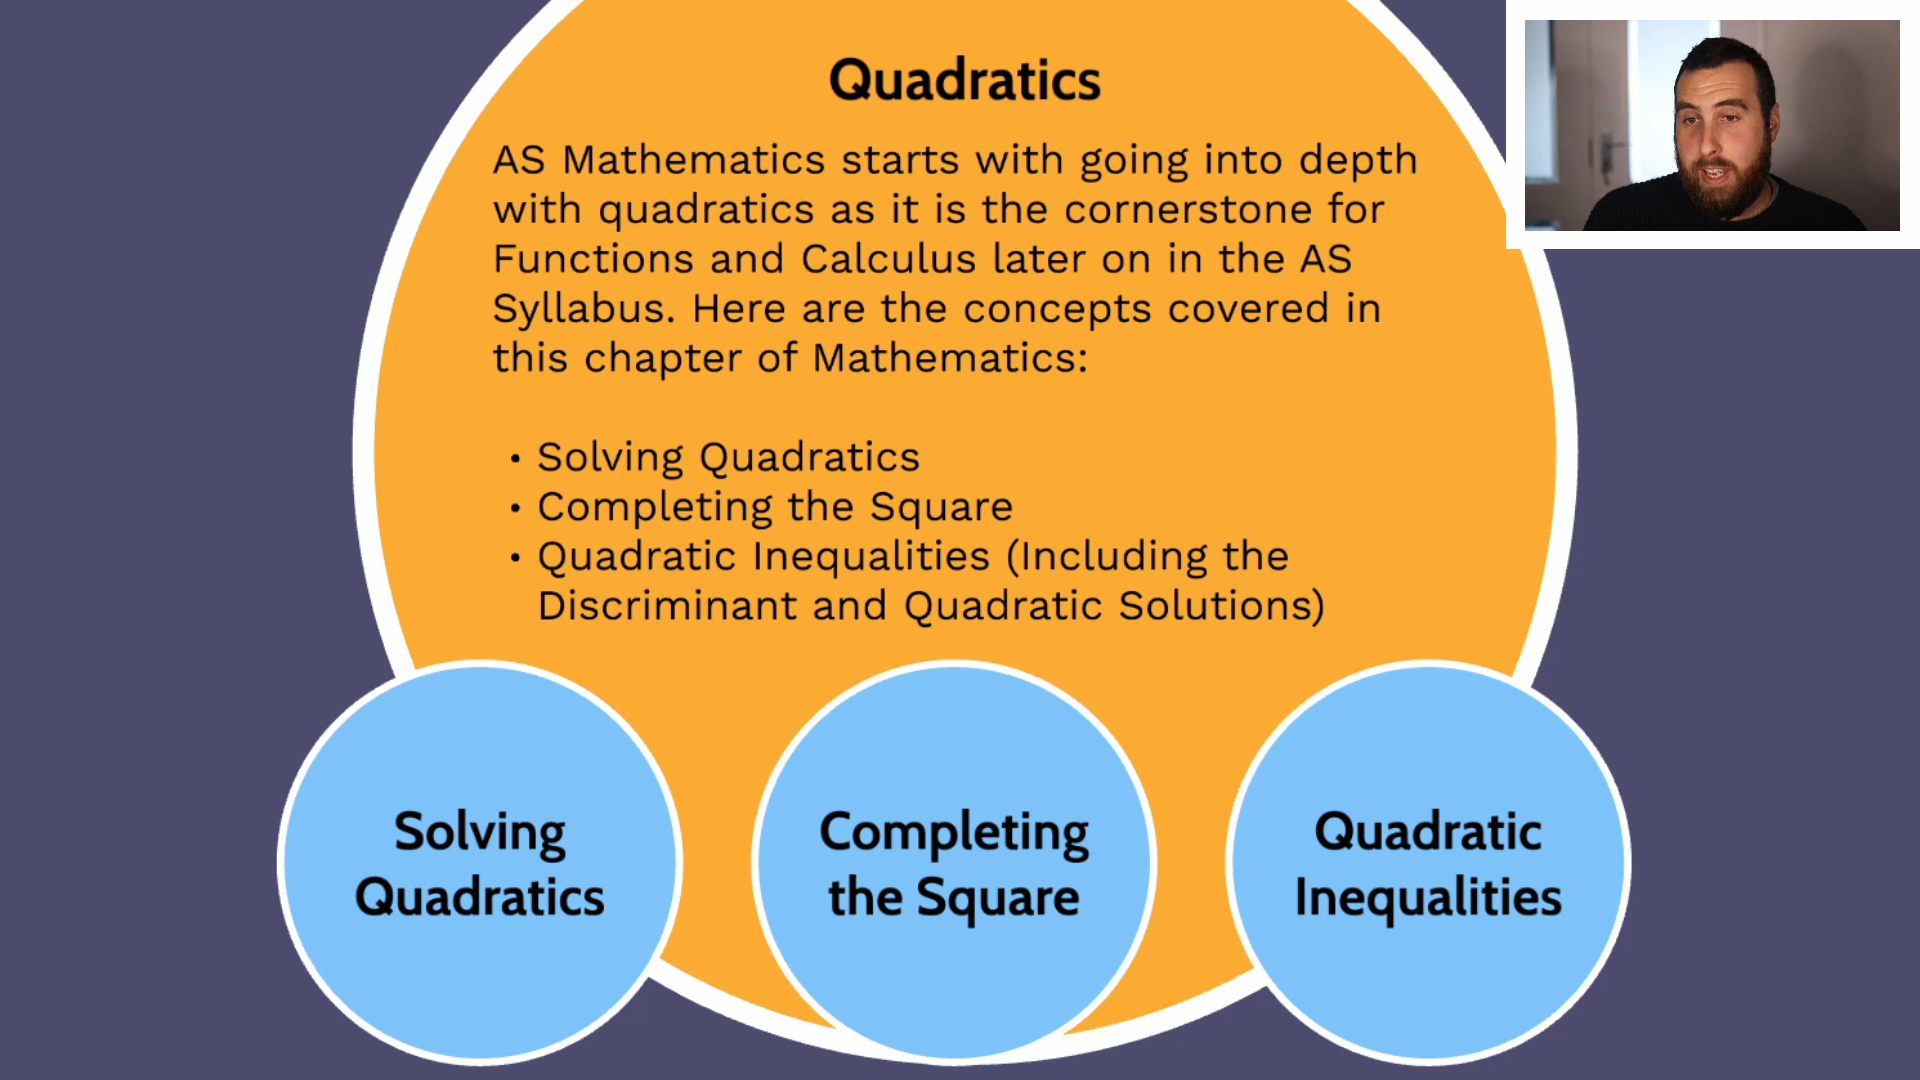 Quadratics
AS Mathematics starts with going into depth
with quadratics as it is the cornerstone for
Functions and Calculus later on in the AS
Syllabus. Here are the concepts covered in
this chapter of Mathematics:
• Solving Quadratics
• Completing the Square
• Quadratic Inequalities (Including the
Discriminant and Quadratic Solutions)
Solving
Quadratics
Completing
the Square
Quadratic
Inequalities